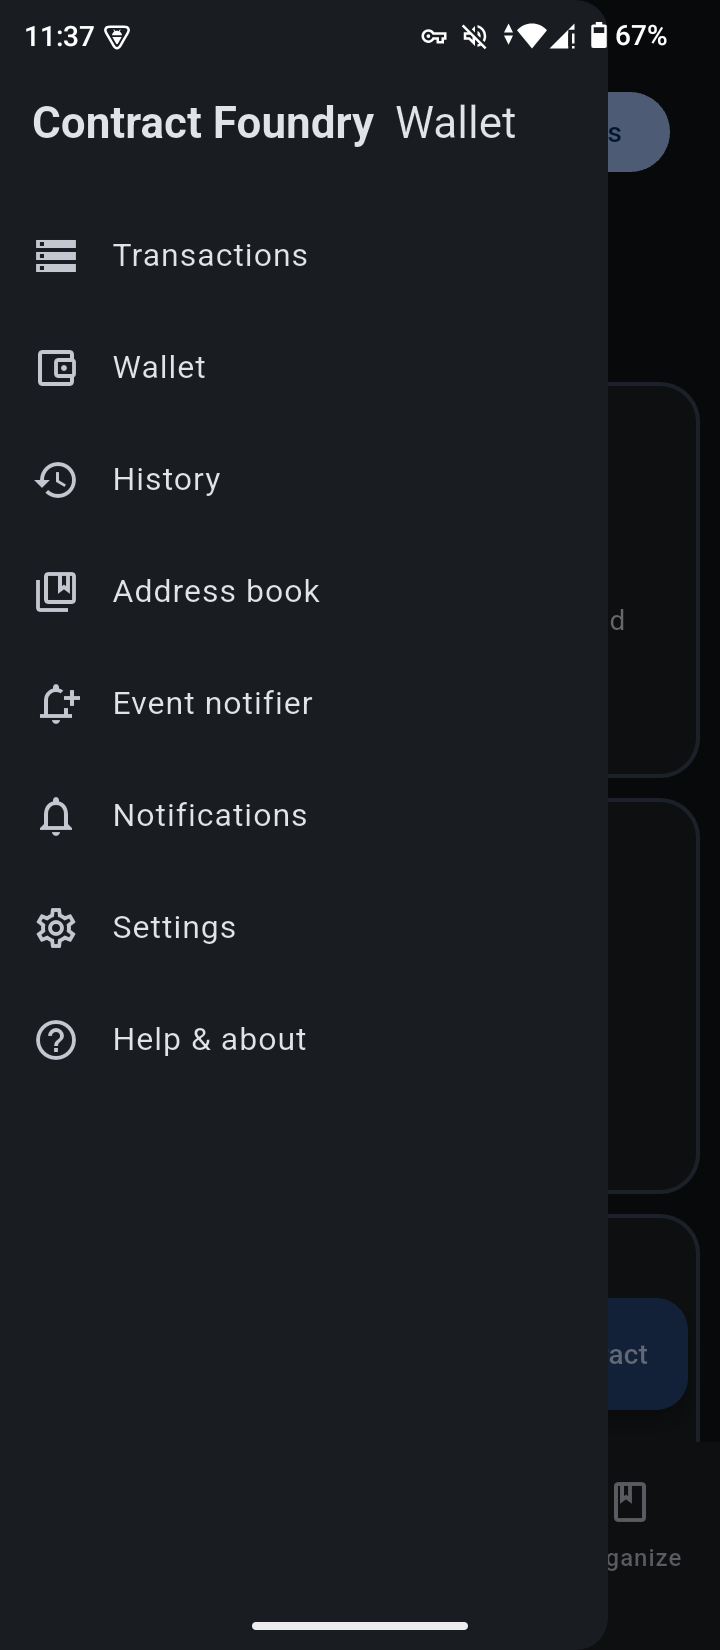 11:37 67%
Contract Foundry Wallet
s
Transactions
Wallet
History
Address book
d
Event notifier
Notifications
Settings
Help & about
act
ganize